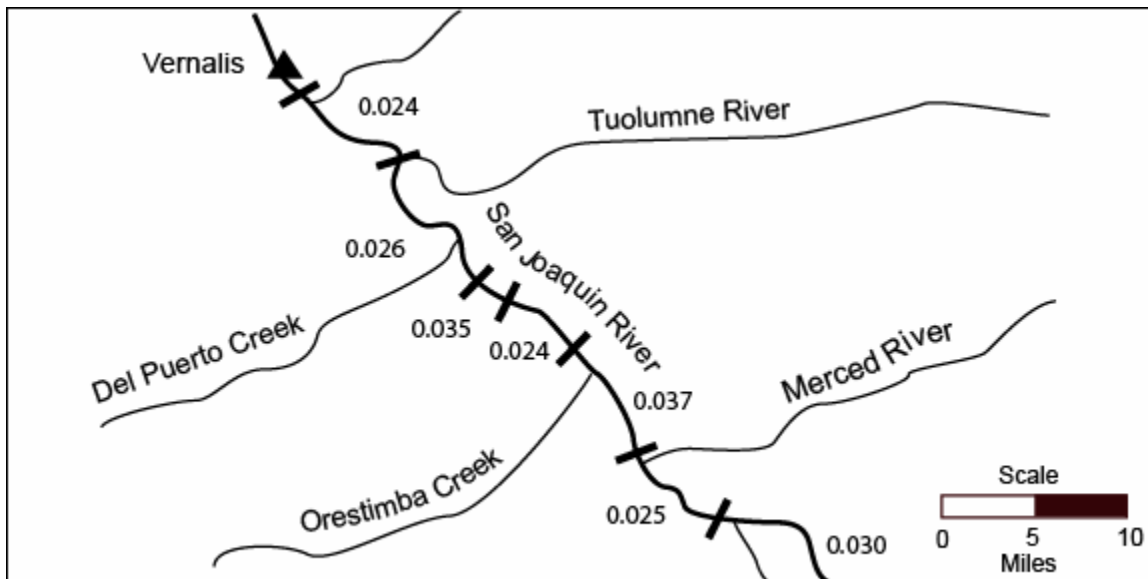 Vernalis
0.024
Tuolumne River
San Joaquin River
0.026
0.035
0.024
Del Puerto Creek
0.037
Merced River
Orestimba Creek
0.025
0.030
Scale
0 5 10
Miles